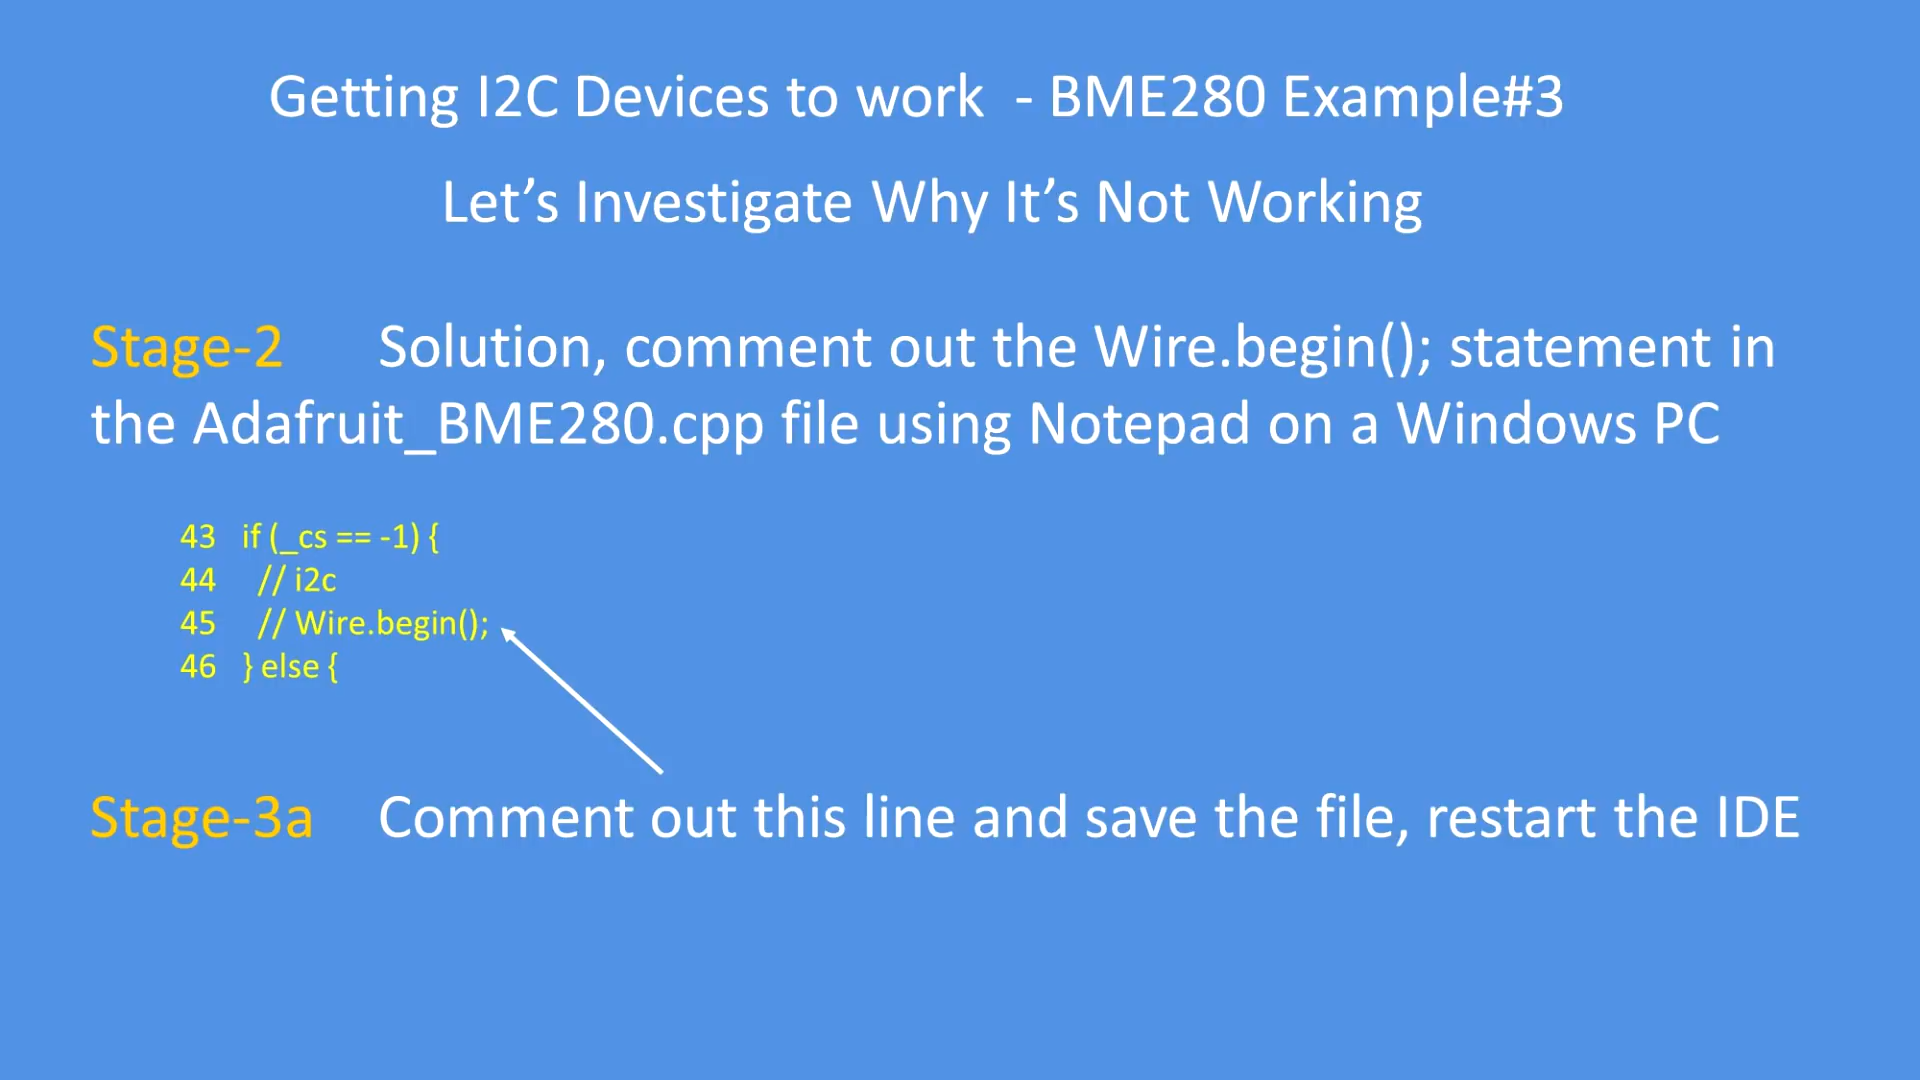 Getting I2C Devices to work - BME280 Example#3
Let’s Investigate Why It’s Not Working
Stage-2 Solution, comment out the Wire.begin(); statement in
the Adafruit_BME280.cpp file using Notepad on a Windows PC
43 if (_cs == -1) {
44 // i2c
45 // Wire.begin();
46 } else {
Stage-3a Comment out this line and save the file, restart the IDE